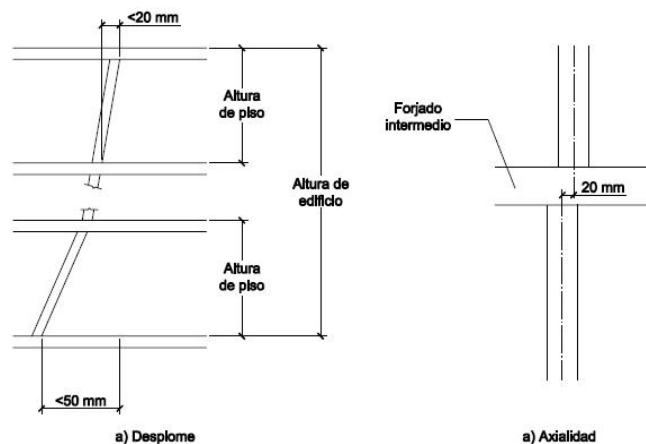 <20 mm
Altura
de piso
Altura de
edificio
Altura
de piso
<50 mm
a) Desplome
Forjado
intermedio
20 mm
a) Axialidad